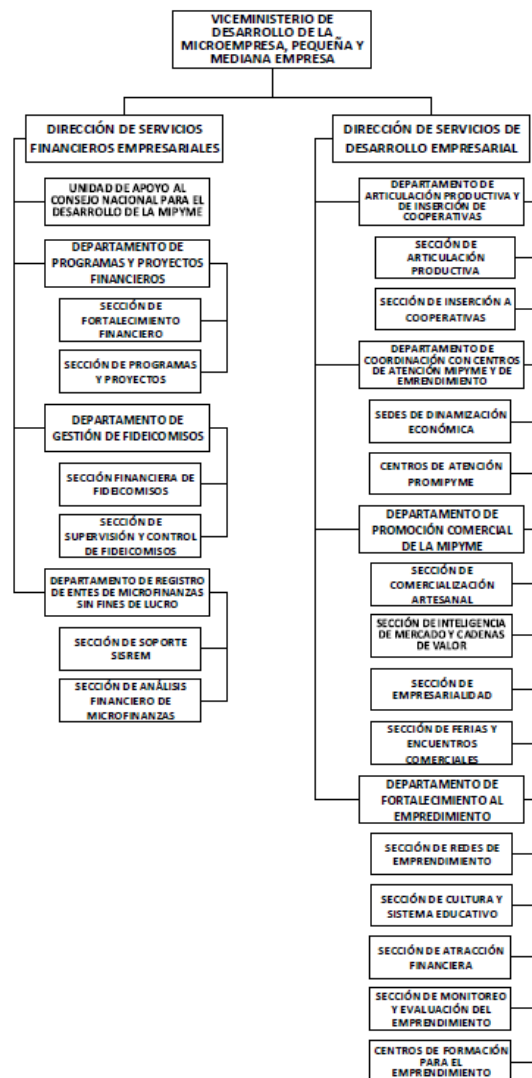 VICEMINISTERIO DE
DESARROLLO DE LA
MICROEMPRESA, PEQUEÑA Y
MEDIANA EMPRESA
DIRECCIÓN DE SERVICIOS
FINANCIEROS EMPRESARIALES
UNIDAD DE APOYO AL
CONSEJO NACIONAL PARA EL
DESARROLLO DE LA MIPYME
DEPARTAMENTO DE
PROGRAMAS Y PROYECTOS
FINANCIEROS
SECCIÓN DE
FORTALECIMIENTO
FINANCIERO
SECCIÓN DE PROGRAMAS
Y PROYECTOS
DEPARTAMENTO DE
GESTIÓN DE FIDEICOMISOS
SECCIÓN FINANCIERA DE
FIDEICOMISOS
SECCIÓN DE
SUPERVISIÓN Y CONTROL
DE FIDEICOMISOS
DEPARTAMENTO DE REGISTRO
DE ENTES DE MICROFINANZAS
SIN FINES DE LUCRO
SECCIÓN DE SOPORTE
SISREM
SECCIÓN DE ANÁLISIS
FINANCIERO DE
MICROFINANZAS
DIRECCIÓN DE SERVICIOS DE
DESARROLLO EMPRESARIAL
DEPARTAMENTO DE
ARTICULACIÓN PRODUCTIVA Y
DE INSERCIÓN DE
COOPERATIVAS
SECCIÓN DE
ARTICULACIÓN
PRODUCTIVA
SECCIÓN DE INSERCIÓN A
COOPERATIVAS
DEPARTAMENTO DE
COORDINACIÓN CON CENTROS
DE ATENCIÓN MIPYME Y DE
EMRENDIMIENTO
SEDES DE DINAMIZACIÓN
ECONÓMICA
CENTROS DE ATENCIÓN
PROMIPYME
DEPARTAMENTO DE
PROMOCIÓN COMERCIAL
DE LA MIPYME
SECCIÓN DE
COMERCIALIZACIÓN
ARTESANAL
SECCIÓN DE INTELIGENCIA
DE MERCADO Y CADENAS
DE VALOR
SECCIÓN DE
EMPRESARIALIDAD
SECCIÓN DE FERIAS Y
ENCUENTROS
COMERCIALES
DEPARTAMENTO DE
FORTALECIMIENTO AL
EMPREDIMIENTO
SECCIÓN DE REDES DE
EMPRENDIMIENTO
SECCIÓN DE CULTURA Y
SISTEMA EDUCATIVO
SECCIÓN DE ATRACCIÓN
FINANCIERA
SECCIÓN DE MONITOREO
Y EVALUACIÓN DEL
EMPRENDIMIENTO
CENTROS DE FORMACIÓN
PARA EL
EMPRENDIMIENTO